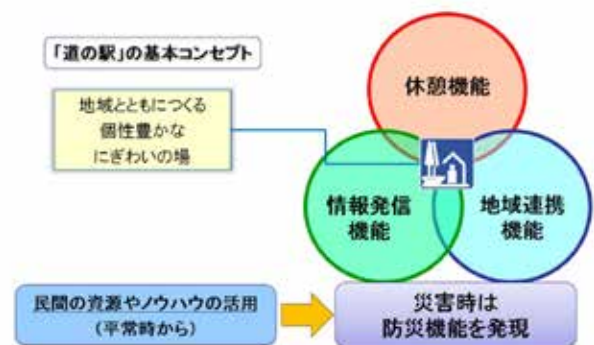 「道の駅」の基本コンセプト
地域とともにつくる
個性豊かな
にぎわいの場
休憩機能
情報発信
機能
地域連携
機能
民間の資源やノウハウの活用
(平常時から)
災害時は
防災機能を発現